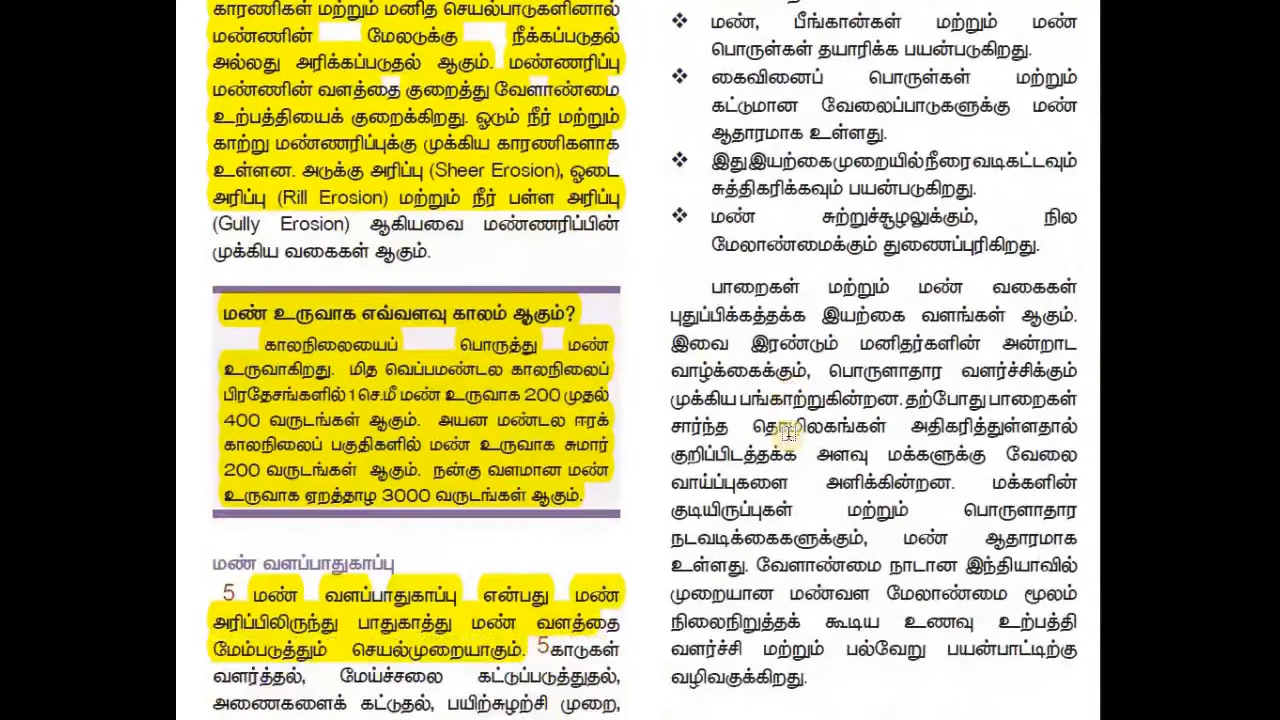 காரணிகள் மற்றும் மனித செயல்பாடுகளினால்
மண்ணின் மேலடுக்கு நீக்கப்படுதல்
அல்லது அரிக்கப்படுதல் ஆகும். மண்ணரிப்பு
மண்ணின் வளத்தை குறைத்து வேளாண்மை
உற்பத்தியைக் குறைக்கிறது. ஓடும் நீர் மற்றும்
காற்று மண்ணரிப்புக்கு முக்கிய காரணிகளாக
உள்ளன. அடுக்கு அரிப்பு (Sheer Erosion), ஓடை
அரிப்பு (Rill Erosion) மற்றும் நீர் பள்ள அரிப்பு
(Gully Erosion) ஆகியவை மண்ணரிப்பின்
முக்கிய வகைகள் ஆகும்.
மண் உருவாக எவ்வளவு காலம் ஆகும்?
காலநிலையைப் பொருத்து மண்
உருவாகிறது. மித வெப்பமண்டல காலநிலைப்
பிரதேசங்களில் 1 செ.மீ மண் உருவாக 200 முதல்
400 வருடங்கள் ஆகும். அயன மண்டல ஈரக்
காலநிலைப் பகுதிகளில் மண் உருவாக சுமார்
200 வருடங்கள் ஆகும். நன்கு வளமான மண்
உருவாக ஏறத்தாழ 3000 வருடங்கள் ஆகும்.
மண் வளப்பாதுகாப்பு
5 மண் வளப்பாதுகாப்பு என்பது மண்
அரிப்பிலிருந்து பாதுகாத்து மண் வளத்தை
மேம்படுத்தும் செயல்முறையாகும். 5காடுகள்
வளர்த்தல், மேய்ச்சலை கட்டுப்படுத்துதல்,
அணைகளைக் கட்டுதல், பயிற்சுழற்சி முறை,
❖ மண், பீங்கான்கள் மற்றும் மண்
பொருள்கள் தயாரிக்க பயன்படுகிறது.
❖ கைவினைப் பொருள்கள் மற்றும்
கட்டுமான வேலைப்பாடுகளுக்கு மண்
ஆதாரமாக உள்ளது.
❖ இது இயற்கை முறையில் நீரை வடிகட்டவும்
சுத்திகரிக்கவும் பயன்படுகிறது.
❖ மண் சுற்றுச்சூழலுக்கும், நில
மேலாண்மைக்கும் துணைப்புரிகிறது.
பாறைகள் மற்றும் மண் வகைகள்
புதுப்பிக்கத்தக்க இயற்கை வளங்கள் ஆகும்.
இவை இரண்டும் மனிதர்களின் அன்றாட
வாழ்க்கைக்கும், பொருளாதார வளர்ச்சிக்கும்
முக்கிய பங்காற்றுகின்றன. தற்போது பாறைகள்
சார்ந்த தொழிலகங்கள் அதிகரித்துள்ளதால்
குறிப்பிடத்தக்க அளவு மக்களுக்கு வேலை
வாய்ப்புகளை அளிக்கின்றன. மக்களின்
குடியிருப்புகள் மற்றும் பொருளாதார
நடவடிக்கைகளுக்கும், மண் ஆதாரமாக
உள்ளது. வேளாண்மை நாடான இந்தியாவில்
முறையான மண்வள மேலாண்மை மூலம்
நிலைநிறுத்தக் கூடிய உணவு உற்பத்தி
வளர்ச்சி மற்றும் பல்வேறு பயன்பாட்டிற்கு
வழிவகுக்கிறது.